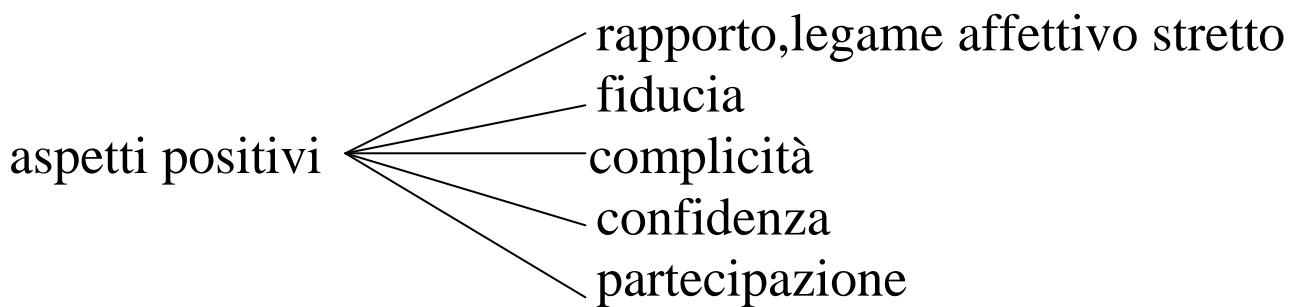 rapporto,legame affettivo stretto
fiducia
aspetti positivi complicità
confidenza
partecipazione